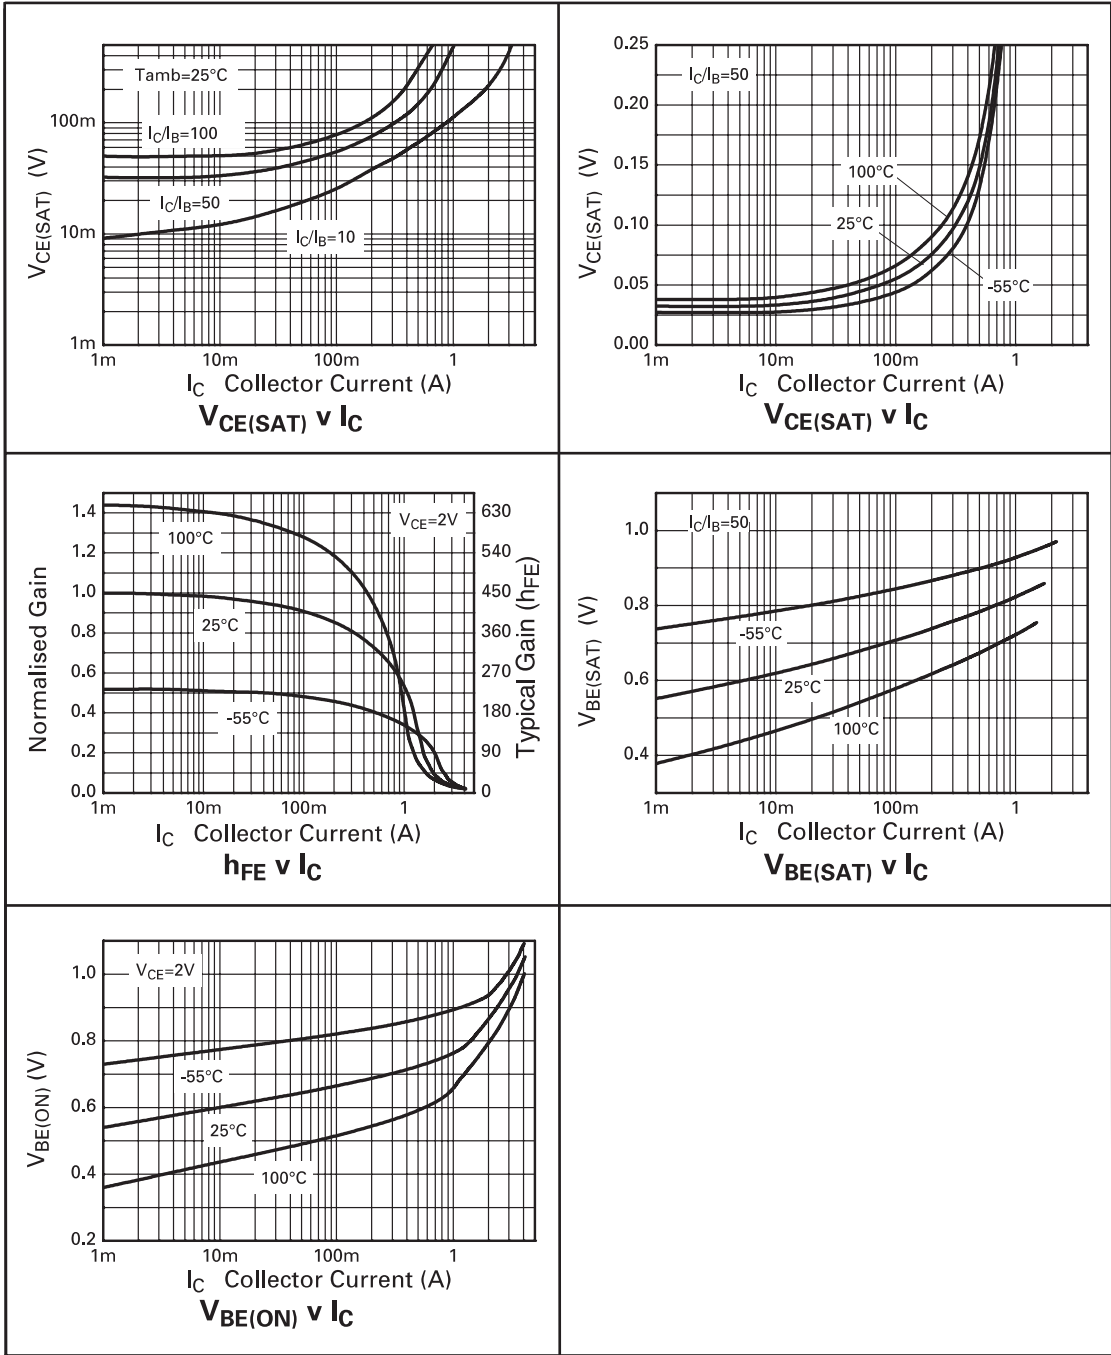 Tamb=25°C
IC/IB=100
IC/IB=50
IC/IB=10
100m
10m
1m
VCE(SAT) (V)
1m 10m 100m 1
IC Collector Current (A)
VCE(SAT) v IC
IC/IB=50
100°C
25°C
-55°C
0.25
0.20
0.15
0.10
0.05
0.00
VCE(SAT) (V)
1m 10m 100m 1
IC Collector Current (A)
VCE(SAT) v IC
VCE=2V
100°C
25°C
-55°C
1.4
1.2
1.0
0.8
0.6
0.4
0.2
0.0
Normalised Gain
630
540
450
360
270
180
90
0
Typical Gain (hFE)
1m 10m 100m 1
IC Collector Current (A)
hFE v IC
IC/IB=50
-55°C
25°C
100°C
1.0
0.8
0.6
0.4
VBE(SAT) (V)
1m 10m 100m 1
IC Collector Current (A)
VBE(SAT) v IC
VCE=2V
-55°C
25°C
100°C
1.0
0.8
0.6
0.4
0.2
VBE(ON) (V)
1m 10m 100m 1
IC Collector Current (A)
VBE(ON) v IC